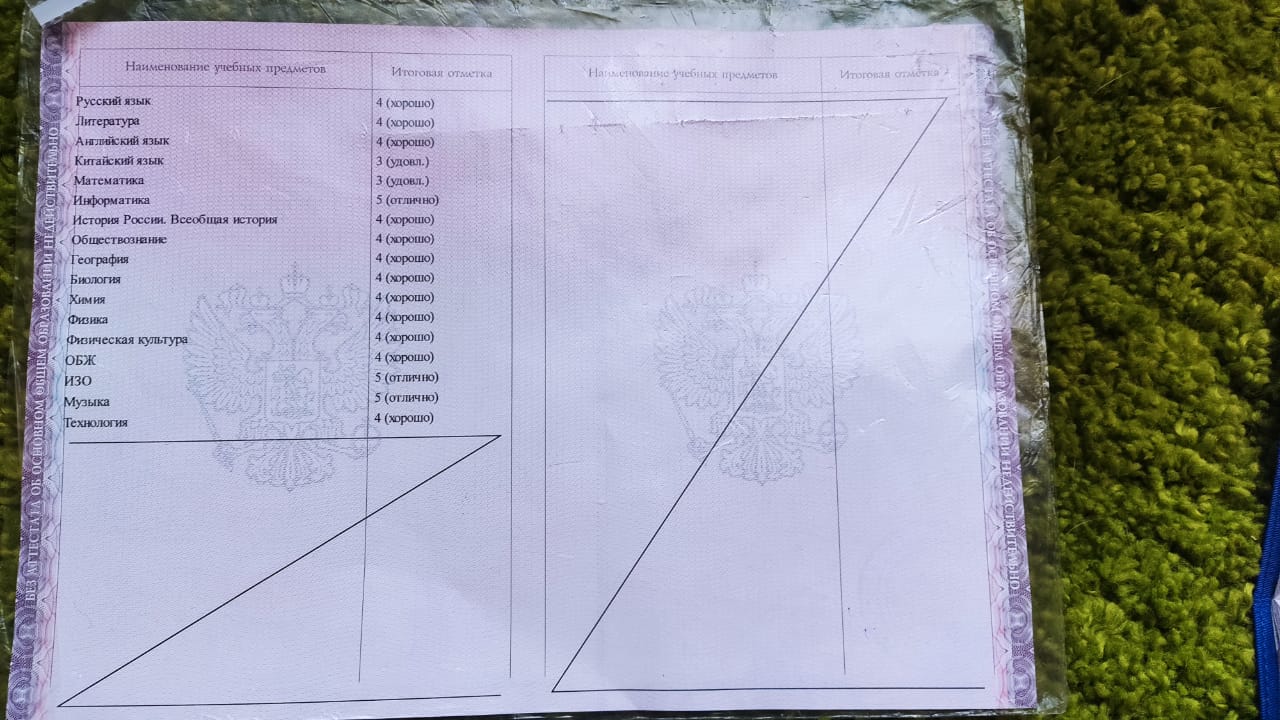 Наименование учебных предметов Итоговая отметка
Русский язык 4 (хорошо)
Литература 4 (хорошо)
Английский язык 4 (хорошо)
Китайский язык 3 (удовл.)
Математика 3 (удовл.)
Информатика 5 (отлично)
История России. Всеобщая история 4 (хорошо)
Обществознание 4 (хорошо)
География 4 (хорошо)
Биология 4 (хорошо)
Химия 4 (хорошо)
Физика 4 (хорошо)
Физическая культура 4 (хорошо)
ОБЖ 4 (хорошо)
ИЗО 5 (отлично)
Музыка 5 (отлично)
Технология 4 (хорошо)
Наименование учебных предметов Итоговая отметка
БЕЗ АТТЕСТАТА ОБ ОСНОВНОМ ОБЩЕМ ОБРАЗОВАНИИ НЕДЕЙСТВИТЕЛЬНО
БЕЗ АТТЕСТАТА ОБ ОСНОВНОМ ОБЩЕМ ОБРАЗОВАНИИ НЕДЕЙСТВИТЕЛЬНО